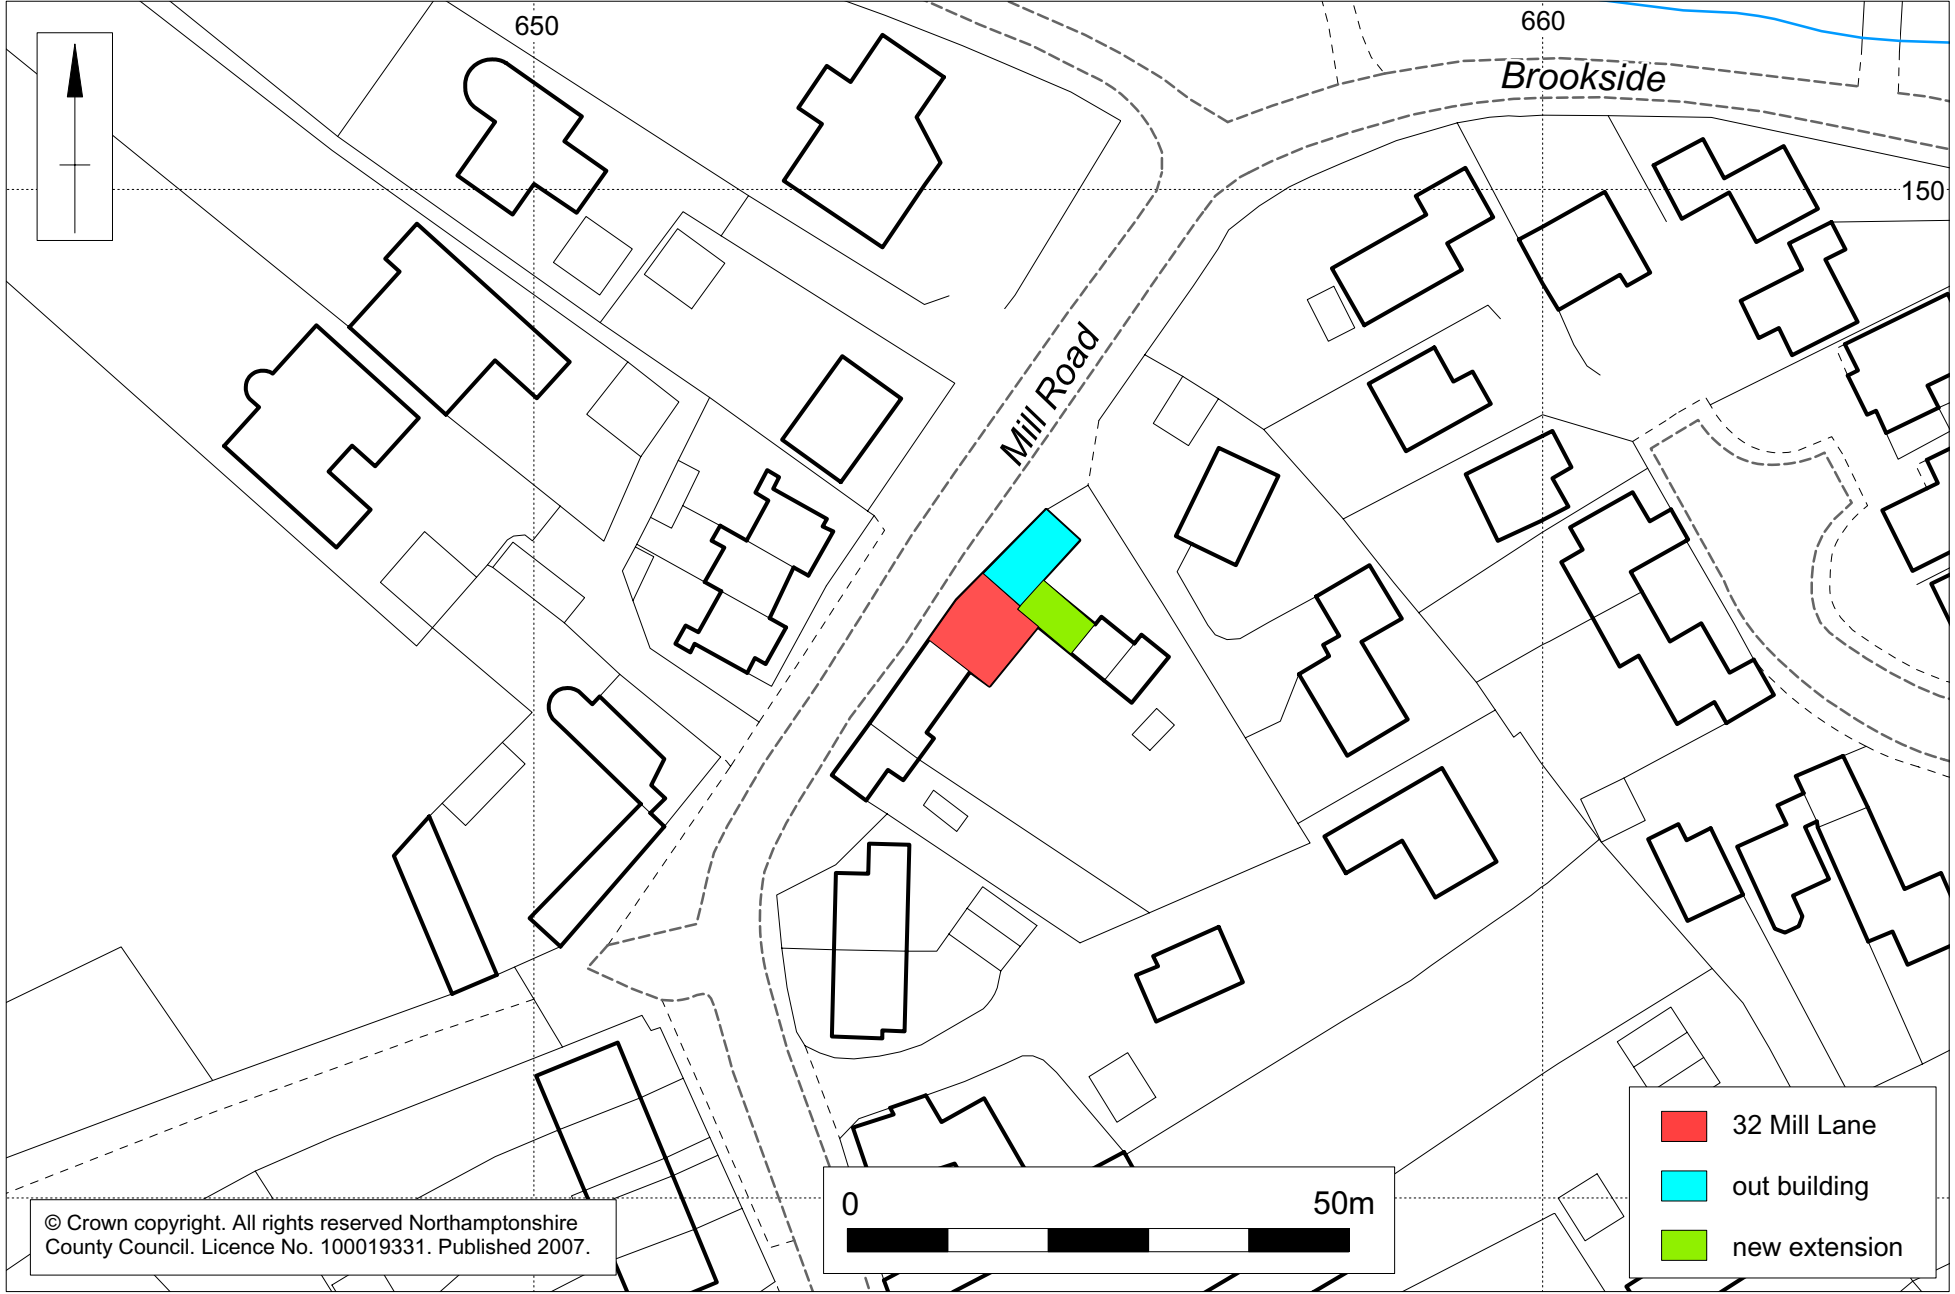 650
660
Brookside
150
Mill Road
32 Mill Lane
out building
new extension
0 50m
© Crown copyright. All rights reserved Northamptonshire
County Council. Licence No. 100019331. Published 2007.